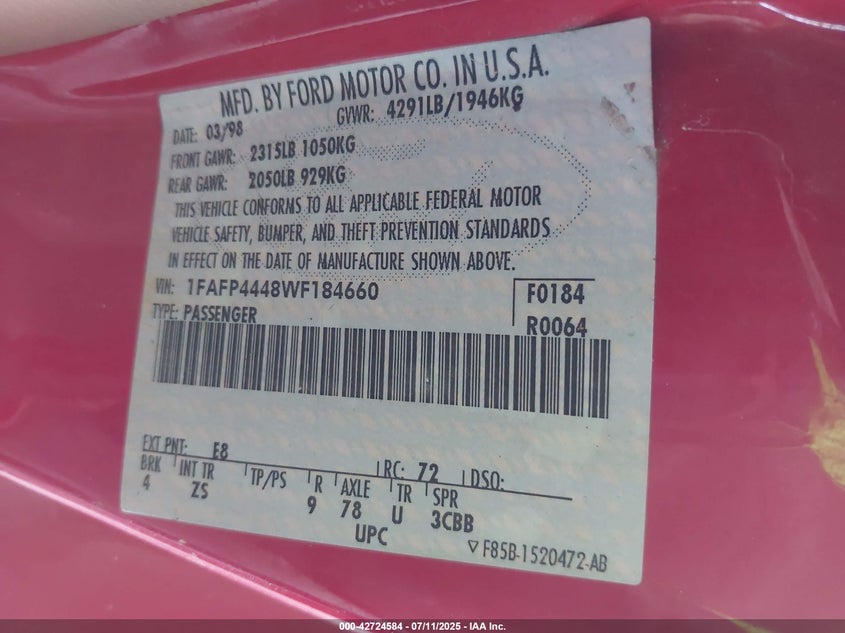 MFD. BY FORD MOTOR CO. IN U.S.A.
DATE: 03/98 GVWR: 4291LB/1946KG
FRONT GAWR: 2315LB 1050KG
REAR GAWR: 2050LB 929KG
THIS VEHICLE CONFORMS TO ALL APPLICABLE FEDERAL MOTOR
VEHICLE SAFETY, BUMPER, AND THEFT PREVENTION STANDARDS
IN EFFECT ON THE DATE OF MANUFACTURE SHOWN ABOVE.
VIN: 1FAFP4448WF184660 F0184
TYPE: PASSENGER R0064
EXT PNT: E8 RC: 72 DSO:
BRK INT TR TP/PS R AXLE TR SPR
4 ZS 9 78 U 3CBB
UPC
▽F85B-1520472-AB
000-42724584 - 07/11/2025 - IAA Inc.